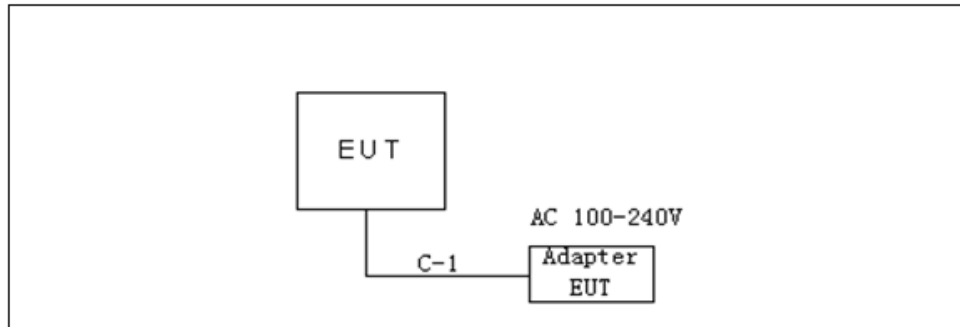 EUT
AC 100-240V
C-1
Adapter
EUT